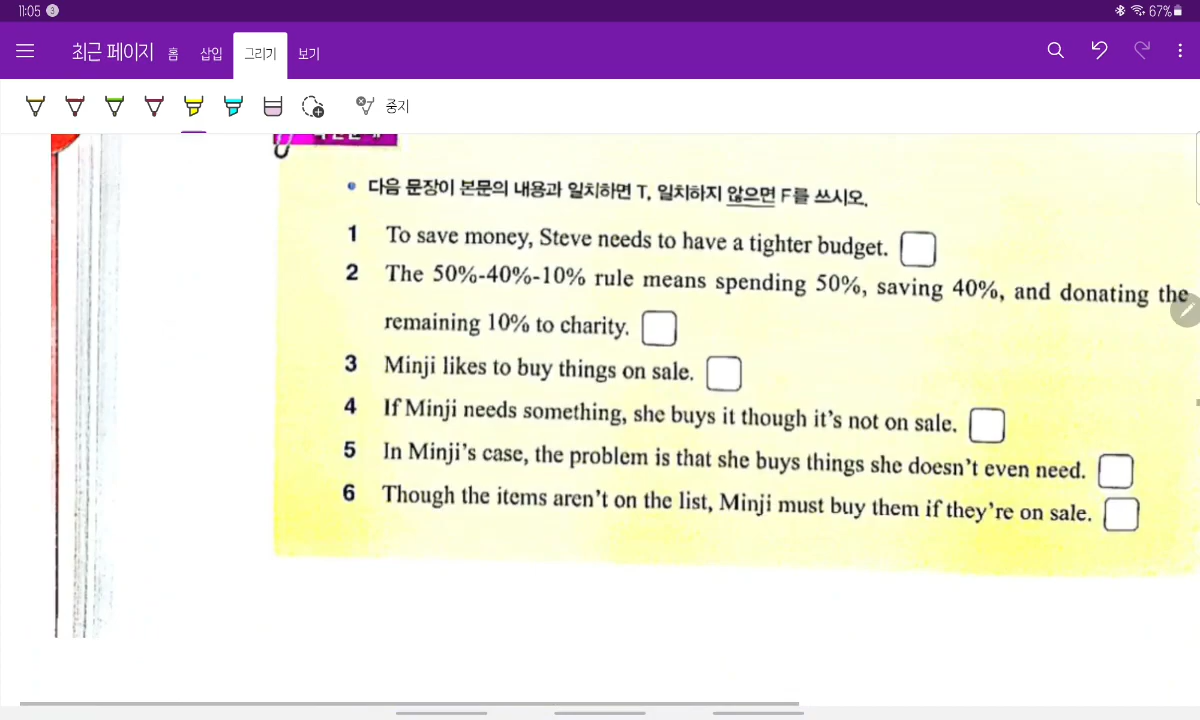 11:05 3 67%
최근 페이지 홈 삽입 그리기 보기
중지
다음 문장이 본문의 내용과 일치하면 T, 일치하지 않으면 F를 쓰시오.
1 To save money, Steve needs to have a tighter budget.
2 The 50%-40%-10% rule means spending 50%, saving 40%, and donating the
remaining 10% to charity.
3 Minji likes to buy things on sale.
4 If Minji needs something, she buys it though it's not on sale.
5 In Minji's case, the problem is that she buys things she doesn't even need.
6 Though the items aren't on the list, Minji must buy them if they're on sale.